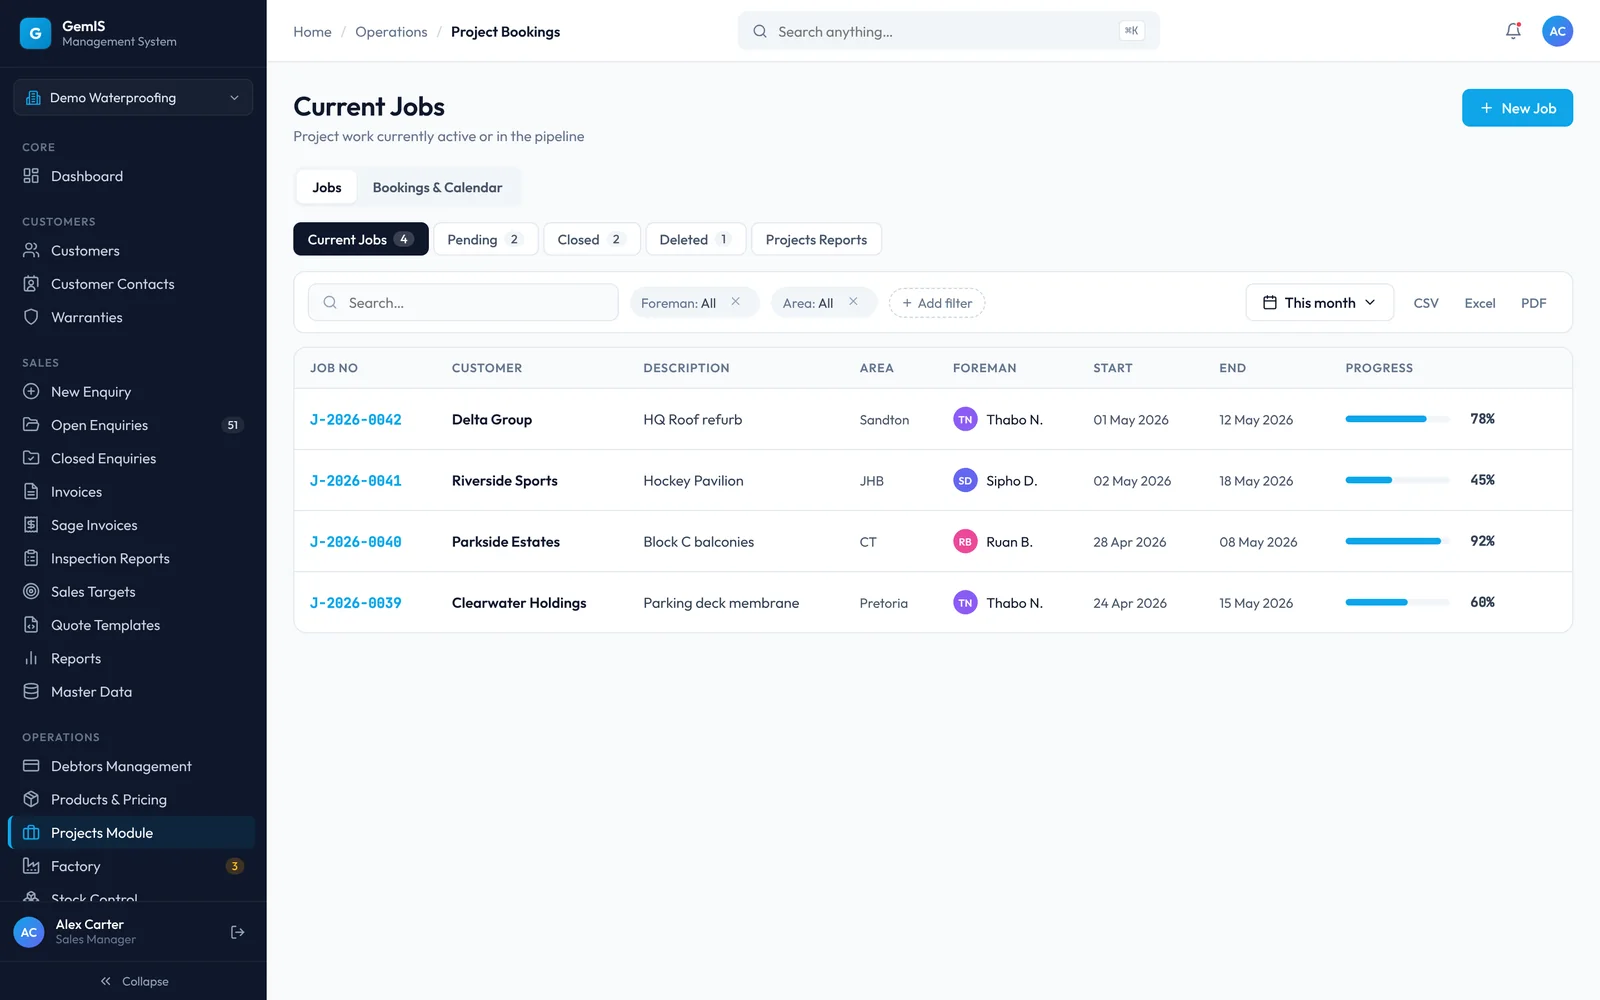 G
GemIS
Management System
Demo Waterproofing
CORE
Dashboard
CUSTOMERS
Customers
Customer Contacts
Warranties
SALES
New Enquiry
Open Enquiries 51
Closed Enquiries
Invoices
Sage Invoices
Inspection Reports
Sales Targets
Quote Templates
Reports
Master Data
OPERATIONS
Debtors Management
Products & Pricing
Projects Module
Factory 3
Stock Control
AC
Alex Carter
Sales Manager
Collapse
Home / Operations / Project Bookings
Search anything...
⌘K
AC
Current Jobs
Project work currently active or in the pipeline
+ New Job
Jobs
Bookings & Calendar
Current Jobs 4
Pending 2
Closed 2
Deleted 1
Projects Reports
Search...
Foreman: All ×
Area: All ×
+ Add filter
This month
CSV
Excel
PDF
JOB NO CUSTOMER DESCRIPTION AREA FOREMAN START END PROGRESS
J-2026-0042 Delta Group HQ Roof refurb Sandton TN Thabo N. 01 May 2026 12 May 2026 78%
J-2026-0041 Riverside Sports Hockey Pavilion JHB SD Sipho D. 02 May 2026 18 May 2026 45%
J-2026-0040 Parkside Estates Block C balconies CT RB Ruan B. 28 Apr 2026 08 May 2026 92%
J-2026-0039 Clearwater Holdings Parking deck membrane Pretoria TN Thabo N. 24 Apr 2026 15 May 2026 60%